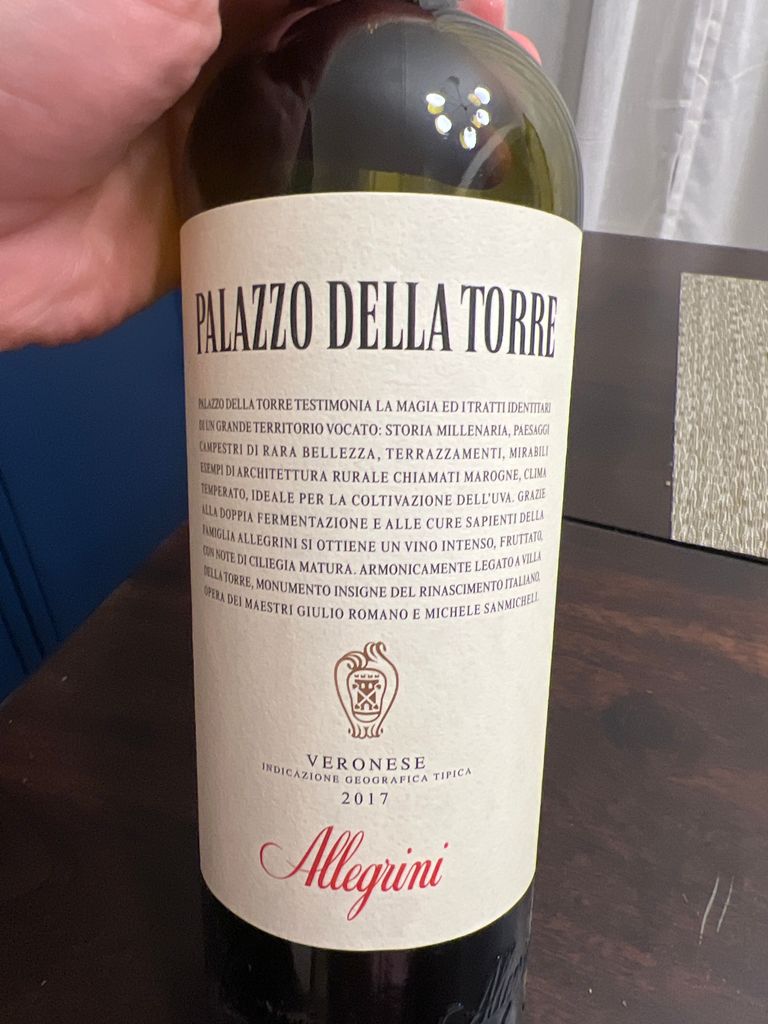 PALAZZO DELLA TORRE
PALAZZO DELLA TORRE TESTIMONIA LA MAGIA ED I TRATTI IDENTITARI
DI UN GRANDE TERRITORIO VOCATO: STORIA MILLENARIA, PAESAGGI
CAMPESTRI DI RARA BELLEZZA, TERRAZZAMENTI, MIRABILI
ESEMPI DI ARCHITETTURA RURALE CHIAMATI MAROGNE, CLIMA
TEMPERATO, IDEALE PER LA COLTIVAZIONE DELL'UVA. GRAZIE
ALLA DOPPIA FERMENTAZIONE E ALLE CURE SAPIENTI DELLA
FAMIGLIA ALLEGRINI SI OTTIENE UN VINO INTENSO, FRUTTATO,
CON NOTE DI CILIEGIA MATURA. ARMONICAMENTE LEGATO A VILLA
DELLA TORRE, MONUMENTO INSIGNE DEL RINASCIMENTO ITALIANO,
OPERA DEI MAESTRI GIULIO ROMANO E MICHELE SANMICHELI.
VERONESE
INDICAZIONE GEOGRAFICA TIPICA
2017
Allegrini